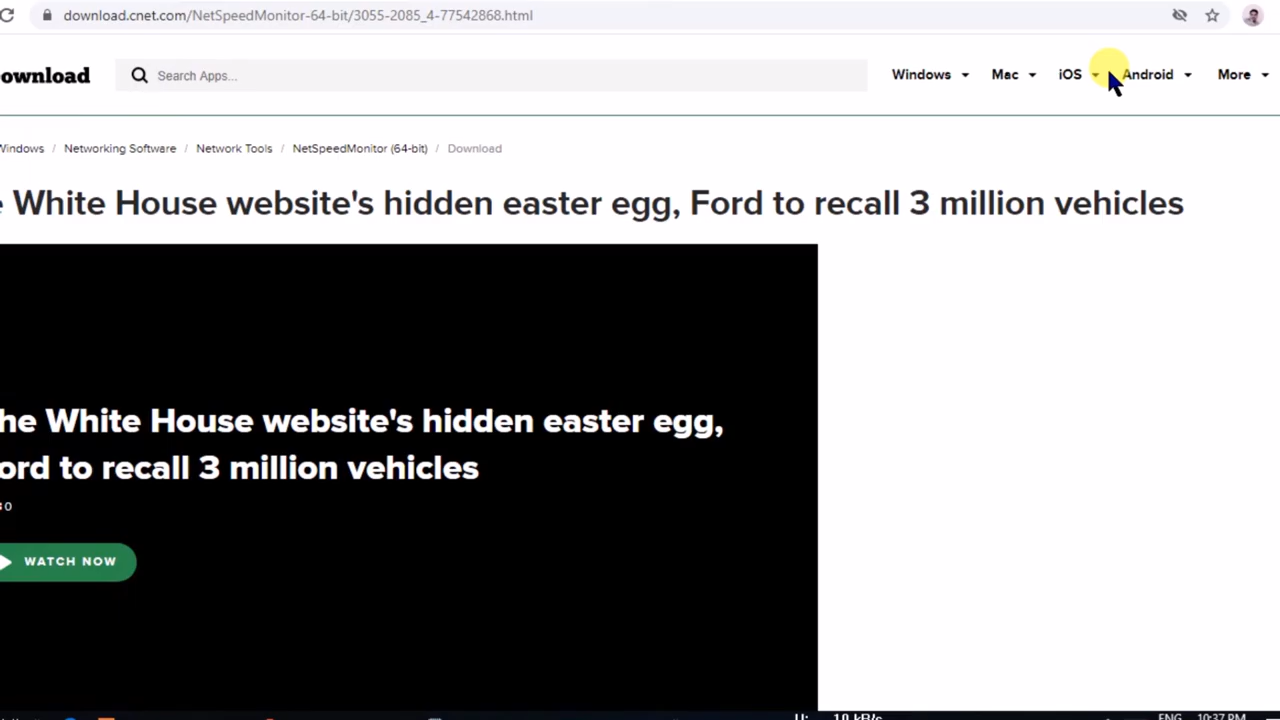 download.cnet.com/NetSpeedMonitor-64-bit/3055-2085_4-77542868.html
ownload Search Apps... Windows Mac iOS Android More
Windows / Networking Software / Network Tools / NetSpeedMonitor (64-bit) / Download
White House website's hidden easter egg, Ford to recall 3 million vehicles
he White House website's hidden easter egg,
ord to recall 3 million vehicles
WATCH NOW
U: 10 kB/s ENG 10:37 PM